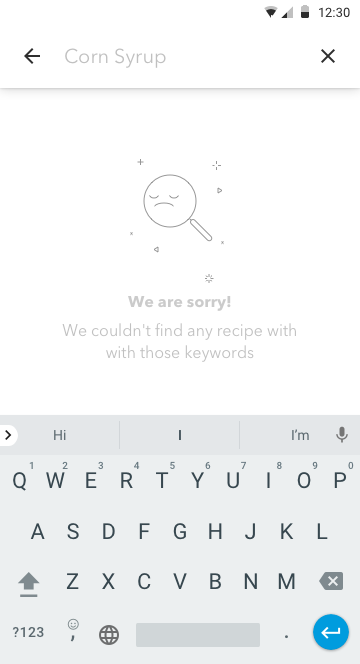 12:30
Corn Syrup
We are sorry!
We couldn't find any recipe with
with those keywords
Hi I I'm
1 2 3 4 5 6 7 8 9 0
Q W E R T Y U I O P
A S D F G H J K L
Z X C V B N M
?123 , .